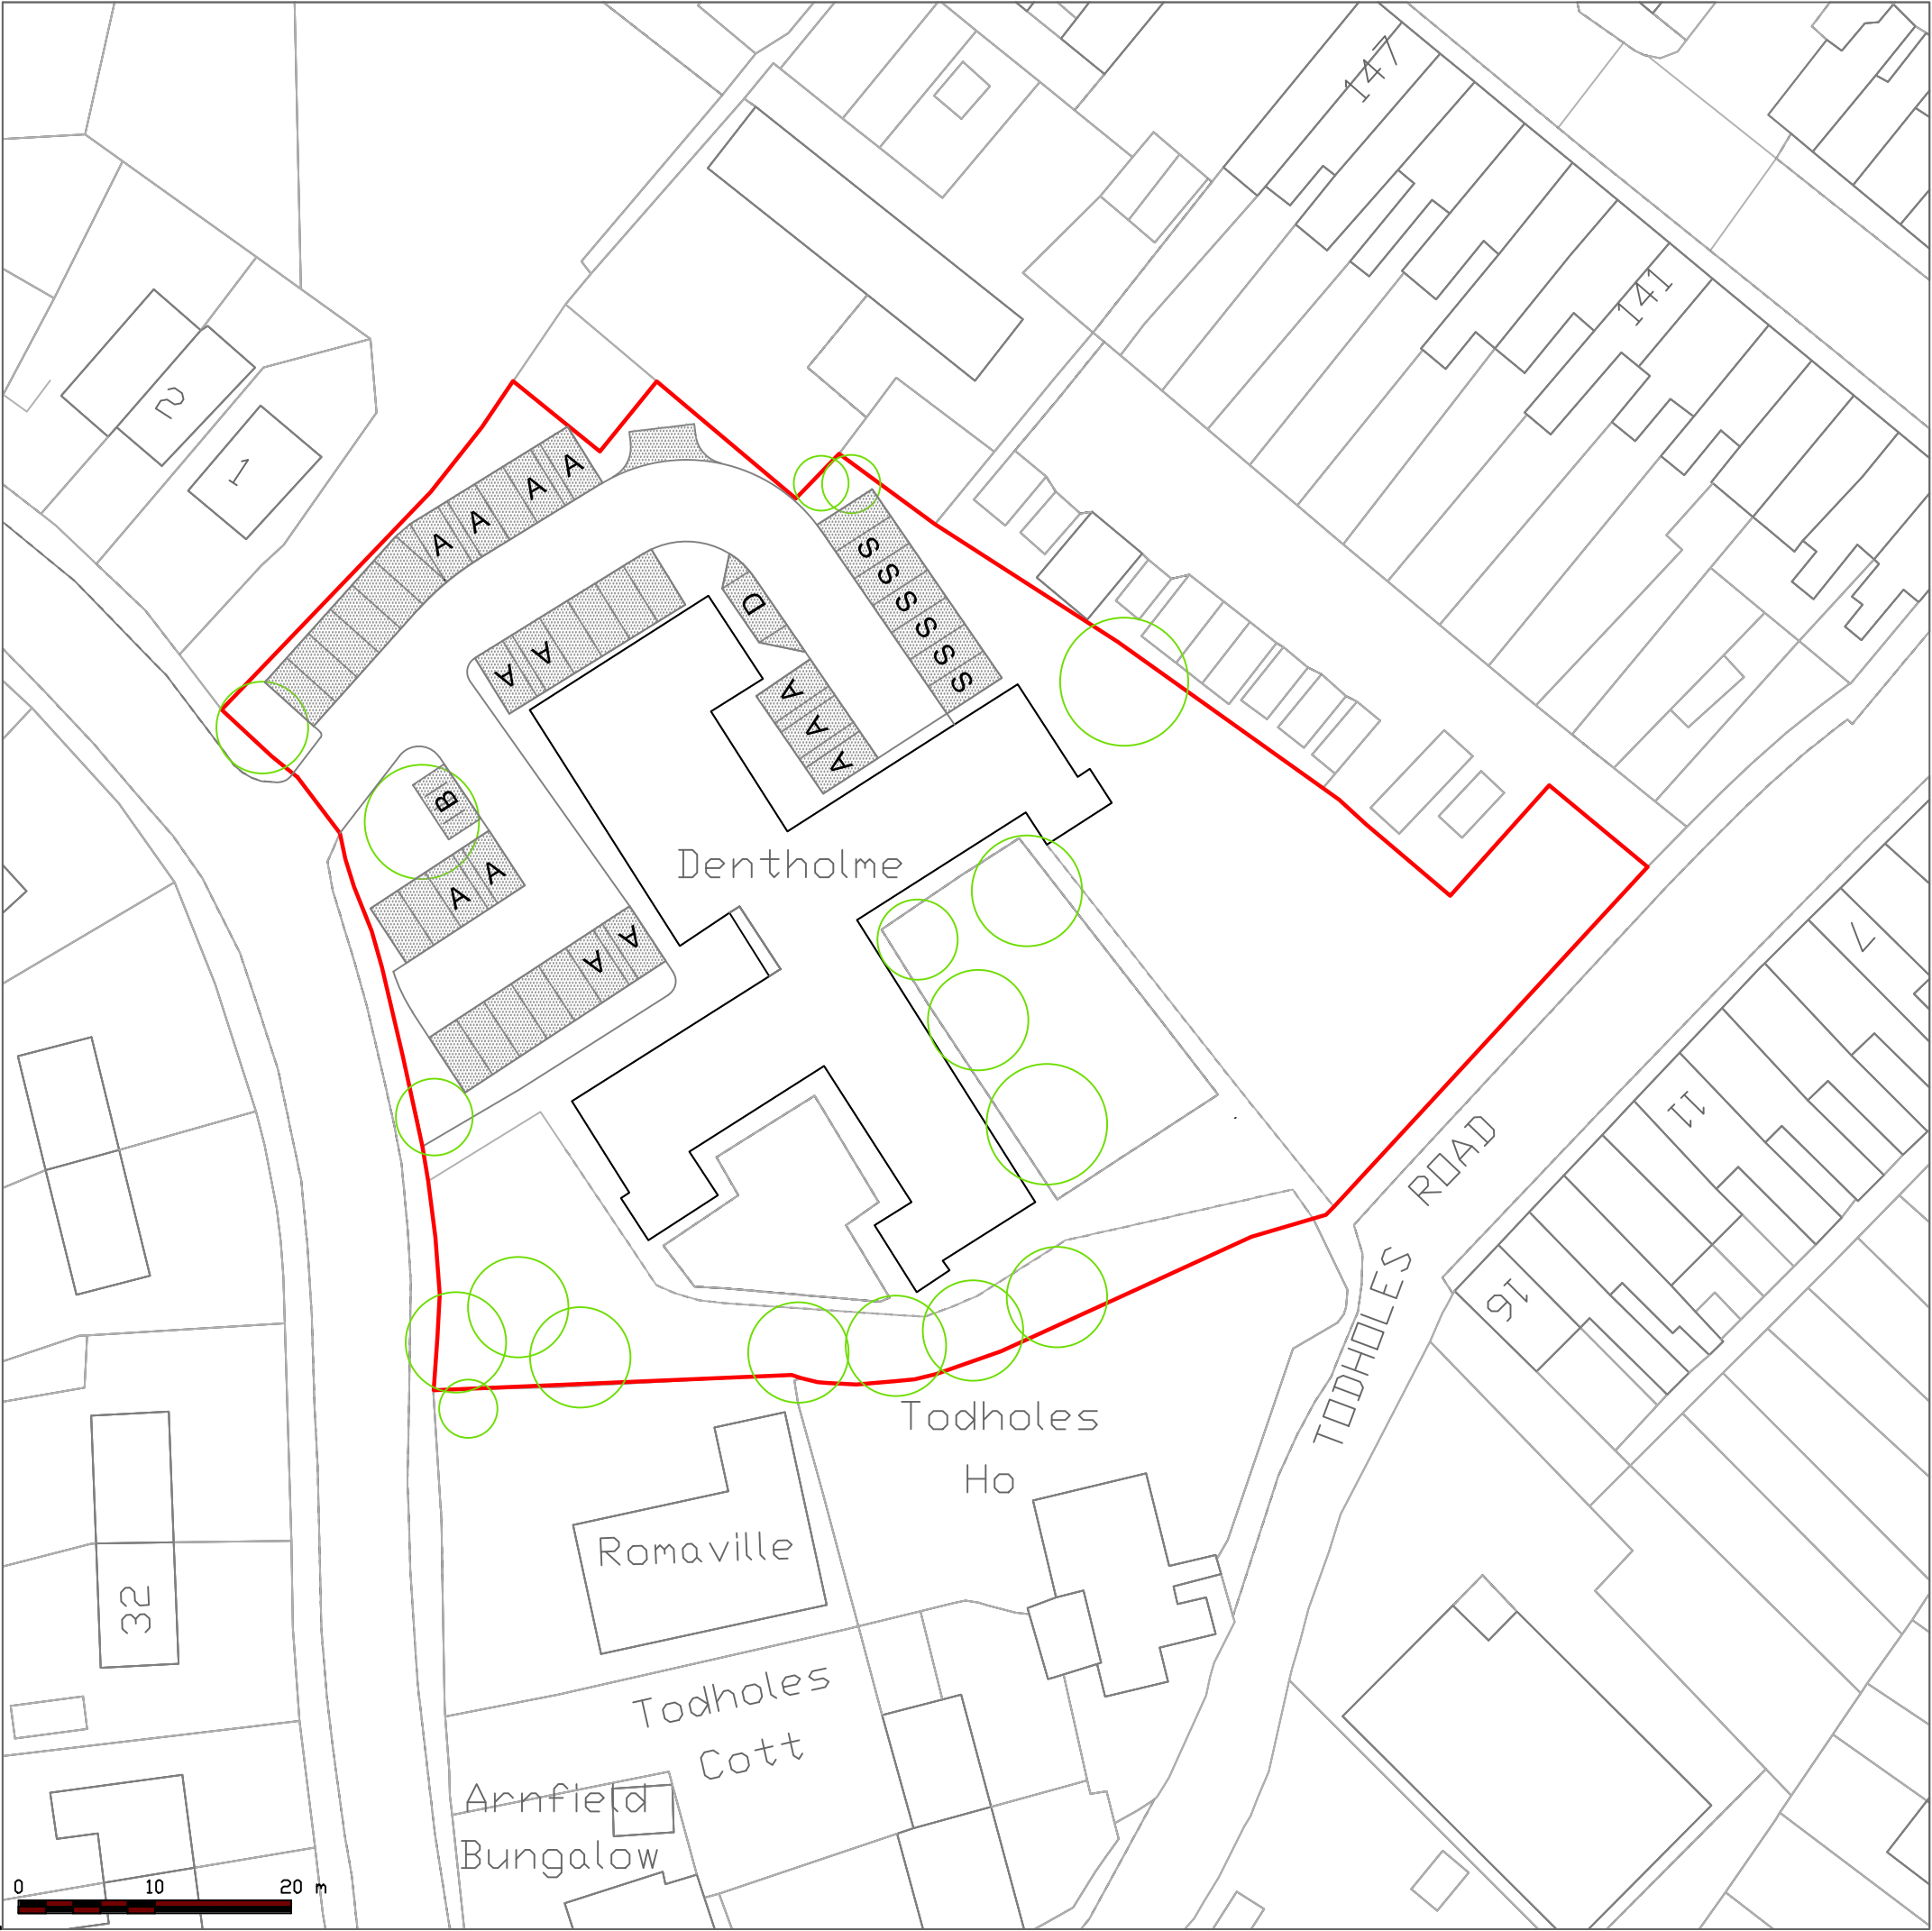 147
141
2
1
A A A A
S
S
S
S
S
S
D
A A
A
A
A
B
A A
A A
Dentholme
7
11
16
TODHOLES ROAD
Todholes
Ho
Romaville
32
Todholes
Cott
Arnfield
Bungalow
0 10 20 m